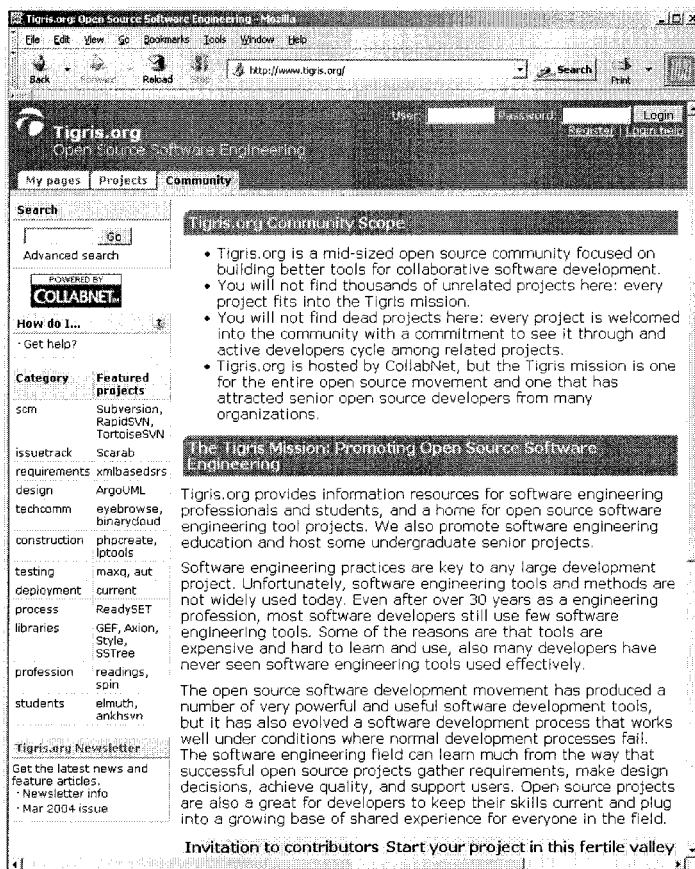 Tigris.org: Open Source Software Engineering - Mozilla
File Edit View Go Bookmarks Tools Window Help
Back Forward Reload Stop http://www.tigris.org/ Search Print
User Password Login
Register | Login help
Tigris.org
Open Source Software Engineering
My pages Projects Community
Search
Go
Advanced search
POWERED BY
COLLABNET
How do I...
· Get help?
Category Featured projects
scm Subversion, RapidSVN, TortoiseSVN
issuetrack Scarab
requirements xmlbasedsrs
design ArgoUML
techcomm eyebrowse, binarycloud
construction phpcreate, lptools
testing maxq, aut
deployment current
process ReadySET
libraries GEF, Axion, Style, SSTree
profession readings, spin
students elmuth, ankhsvn
Tigris.org Newsletter
Get the latest news and
feature articles.
· Newsletter info
· Mar 2004 issue
Tigris.org Community Scope
• Tigris.org is a mid-sized open source community focused on
building better tools for collaborative software development.
• You will not find thousands of unrelated projects here: every
project fits into the Tigris mission.
• You will not find dead projects here: every project is welcomed
into the community with a commitment to see it through and
active developers cycle among related projects.
• Tigris.org is hosted by CollabNet, but the Tigris mission is one
for the entire open source movement and one that has
attracted senior open source developers from many
organizations.
The Tigris Mission: Promoting Open Source Software
Engineering
Tigris.org provides information resources for software engineering
professionals and students, and a home for open source software
engineering tool projects. We also promote software engineering
education and host some undergraduate senior projects.
Software engineering practices are key to any large development
project. Unfortunately, software engineering tools and methods are
not widely used today. Even after over 30 years as a engineering
profession, most software developers still use few software
engineering tools. Some of the reasons are that tools are
expensive and hard to learn and use, also many developers have
never seen software engineering tools used effectively.
The open source software development movement has produced a
number of very powerful and useful software development tools,
but it has also evolved a software development process that works
well under conditions where normal development processes fail.
The software engineering field can learn much from the way that
successful open source projects gather requirements, make design
decisions, achieve quality, and support users. Open source projects
are also a great for developers to keep their skills current and plug
into a growing base of shared experience for everyone in the field.
Invitation to contributors Start your project in this fertile valley